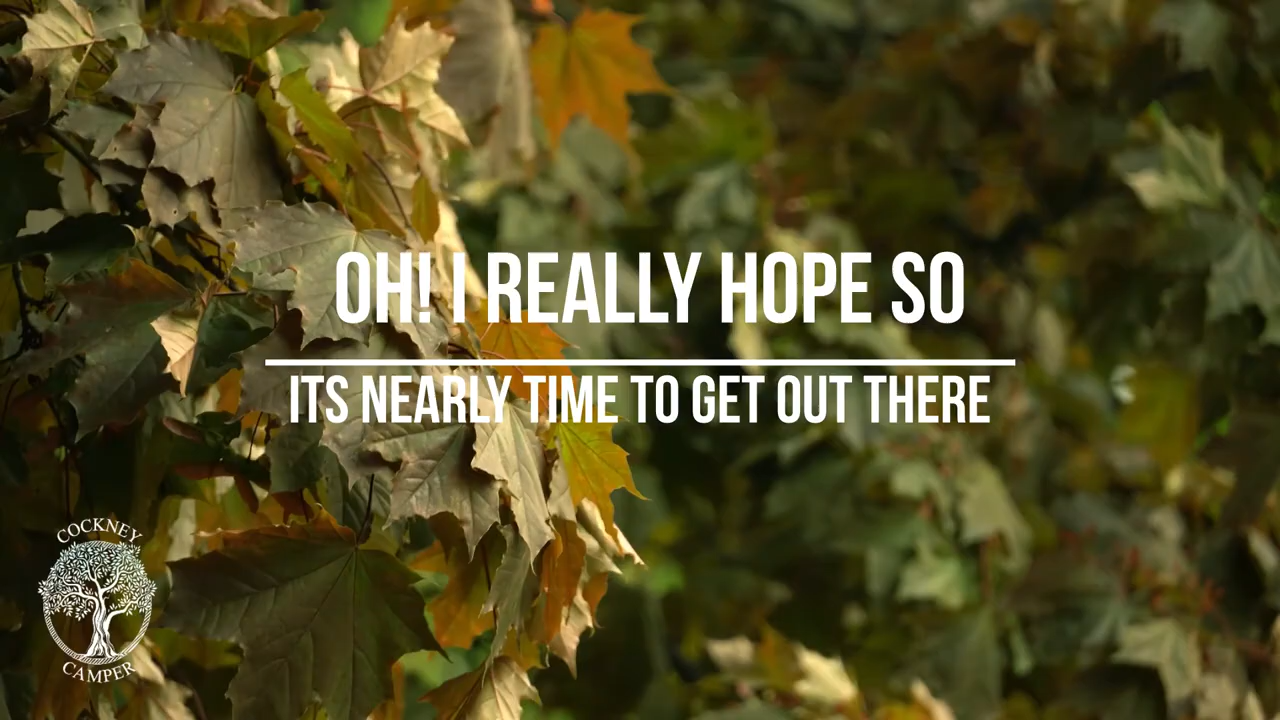 OH! I REALLY HOPE SO
ITS NEARLY TIME TO GET OUT THERE
COCKNEY
CAMPER